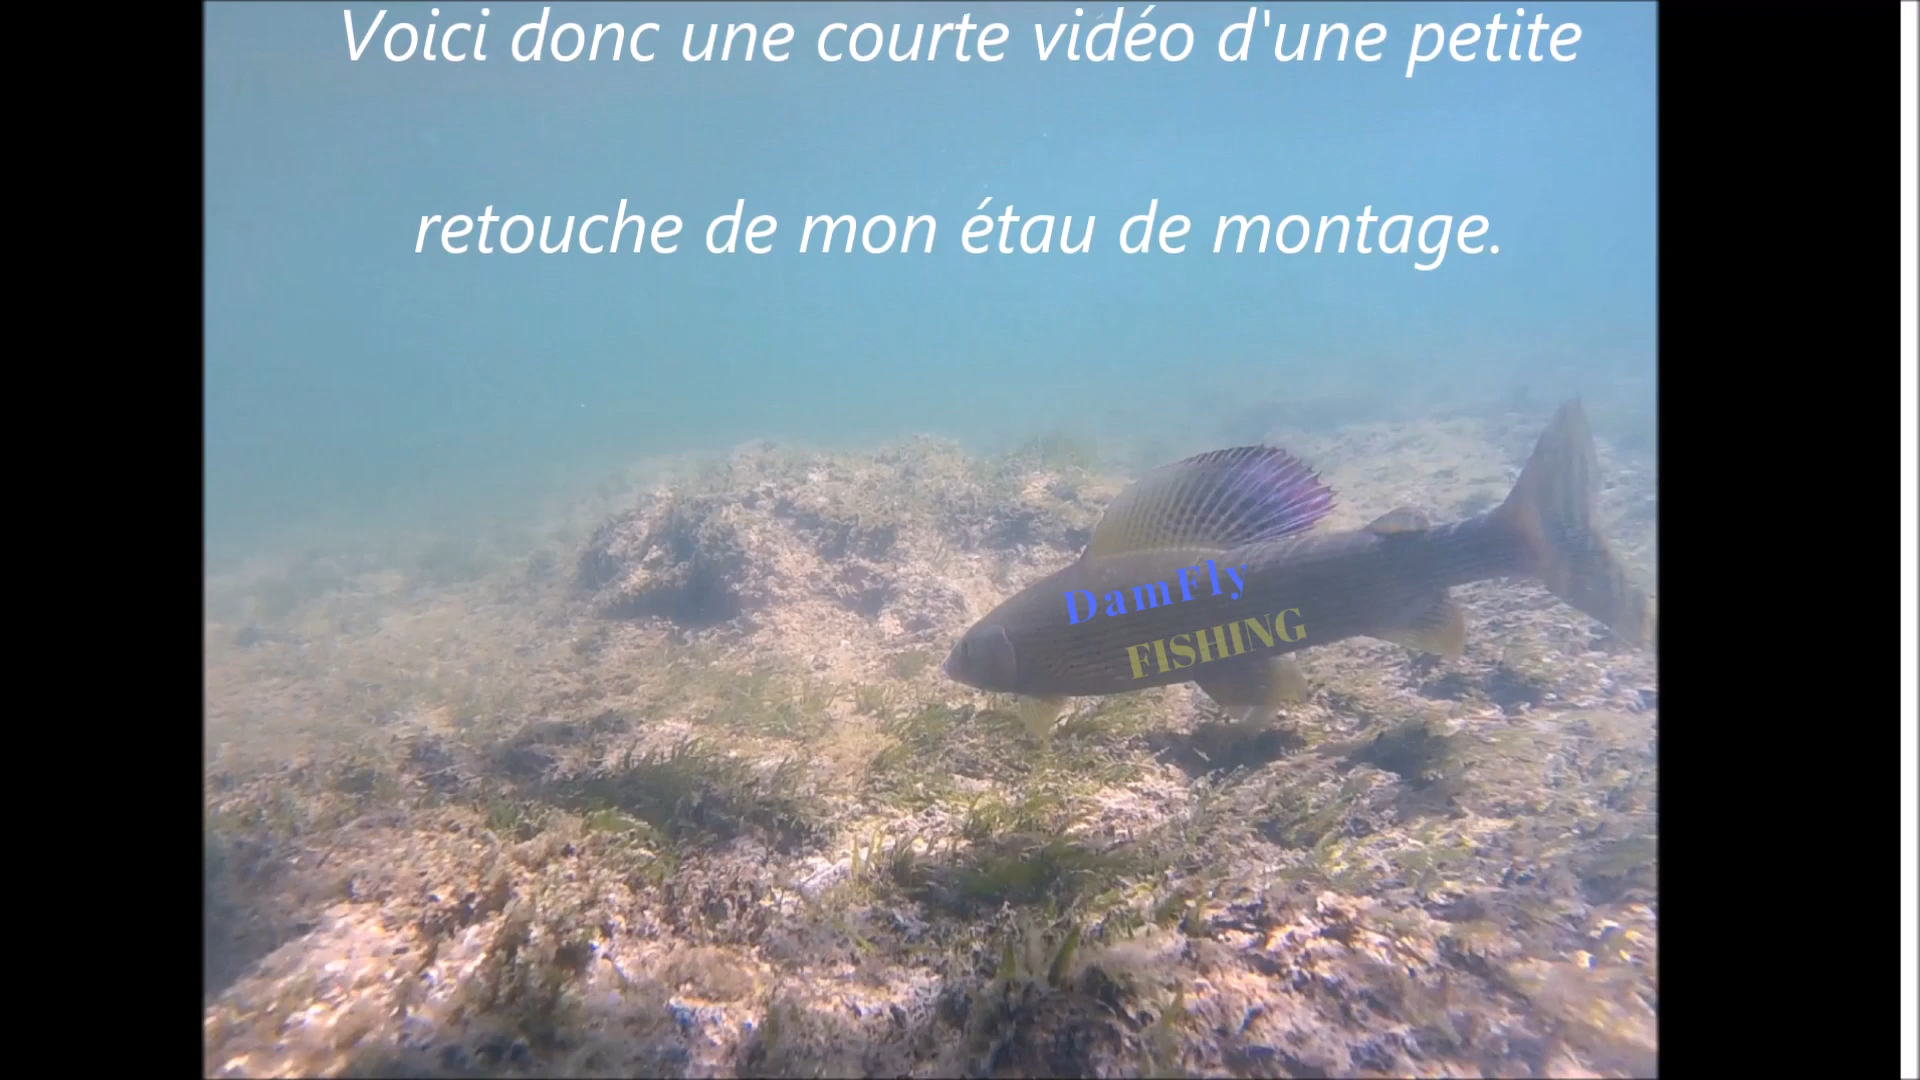 Voici donc une courte vidéo d'une petite
retouche de mon étau de montage.
DamFly
FISHING